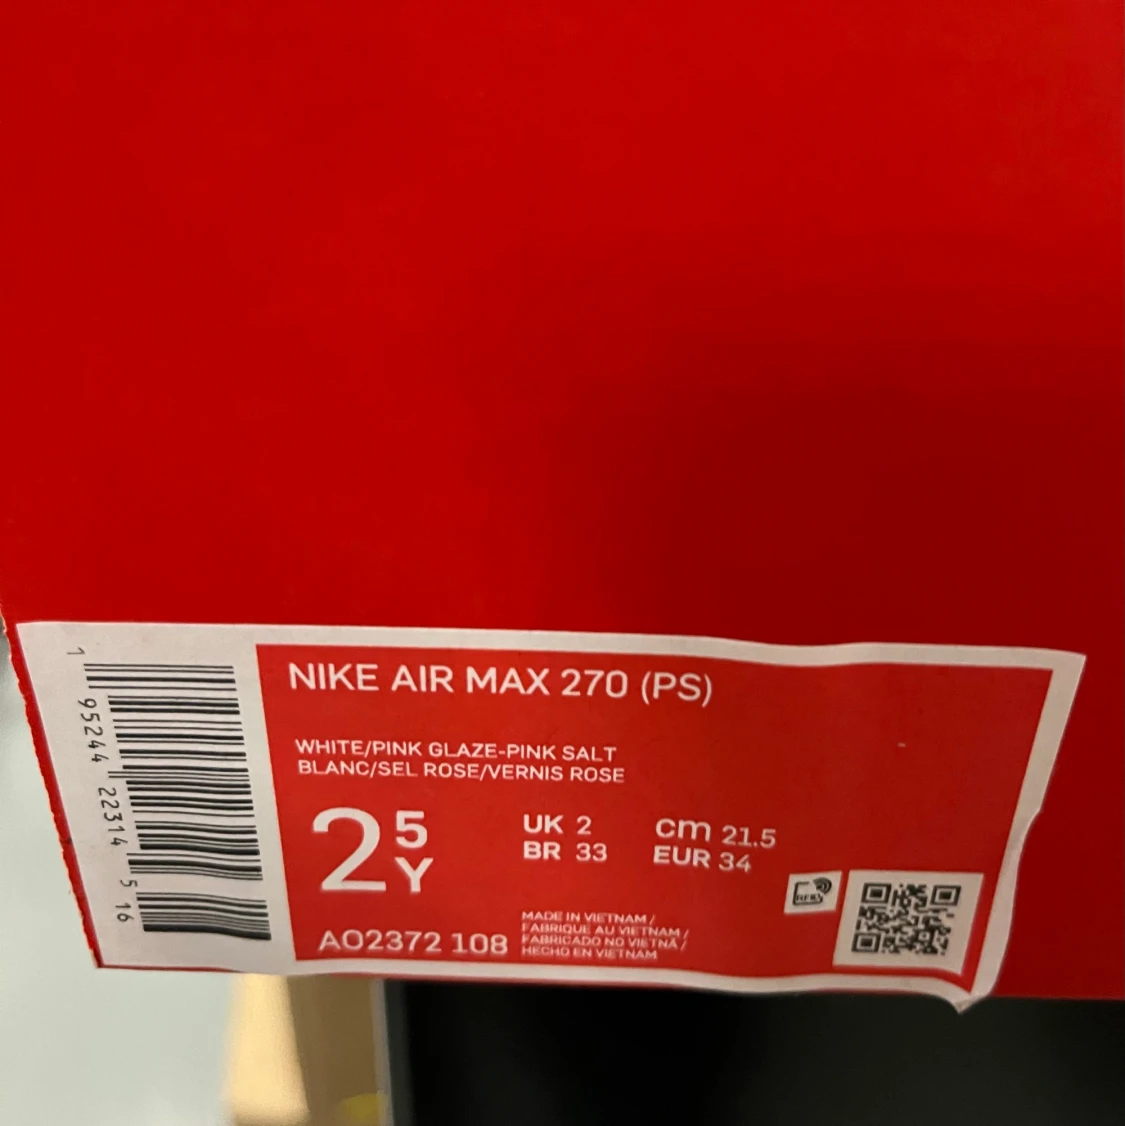 NIKE AIR MAX 270 (PS)
WHITE/PINK GLAZE-PINK SALT
BLANC/SEL ROSE/VERNIS ROSE
2 5 Y
UK 2
BR 33
cm 21.5
EUR 34
AO2372 108
MADE IN VIETNAM /
FABRIQUE AU VIETNAM /
FABRICADO NO VIETNÃ /
HECHO EN VIETNAM
RFID
1 95244 22314 5 16